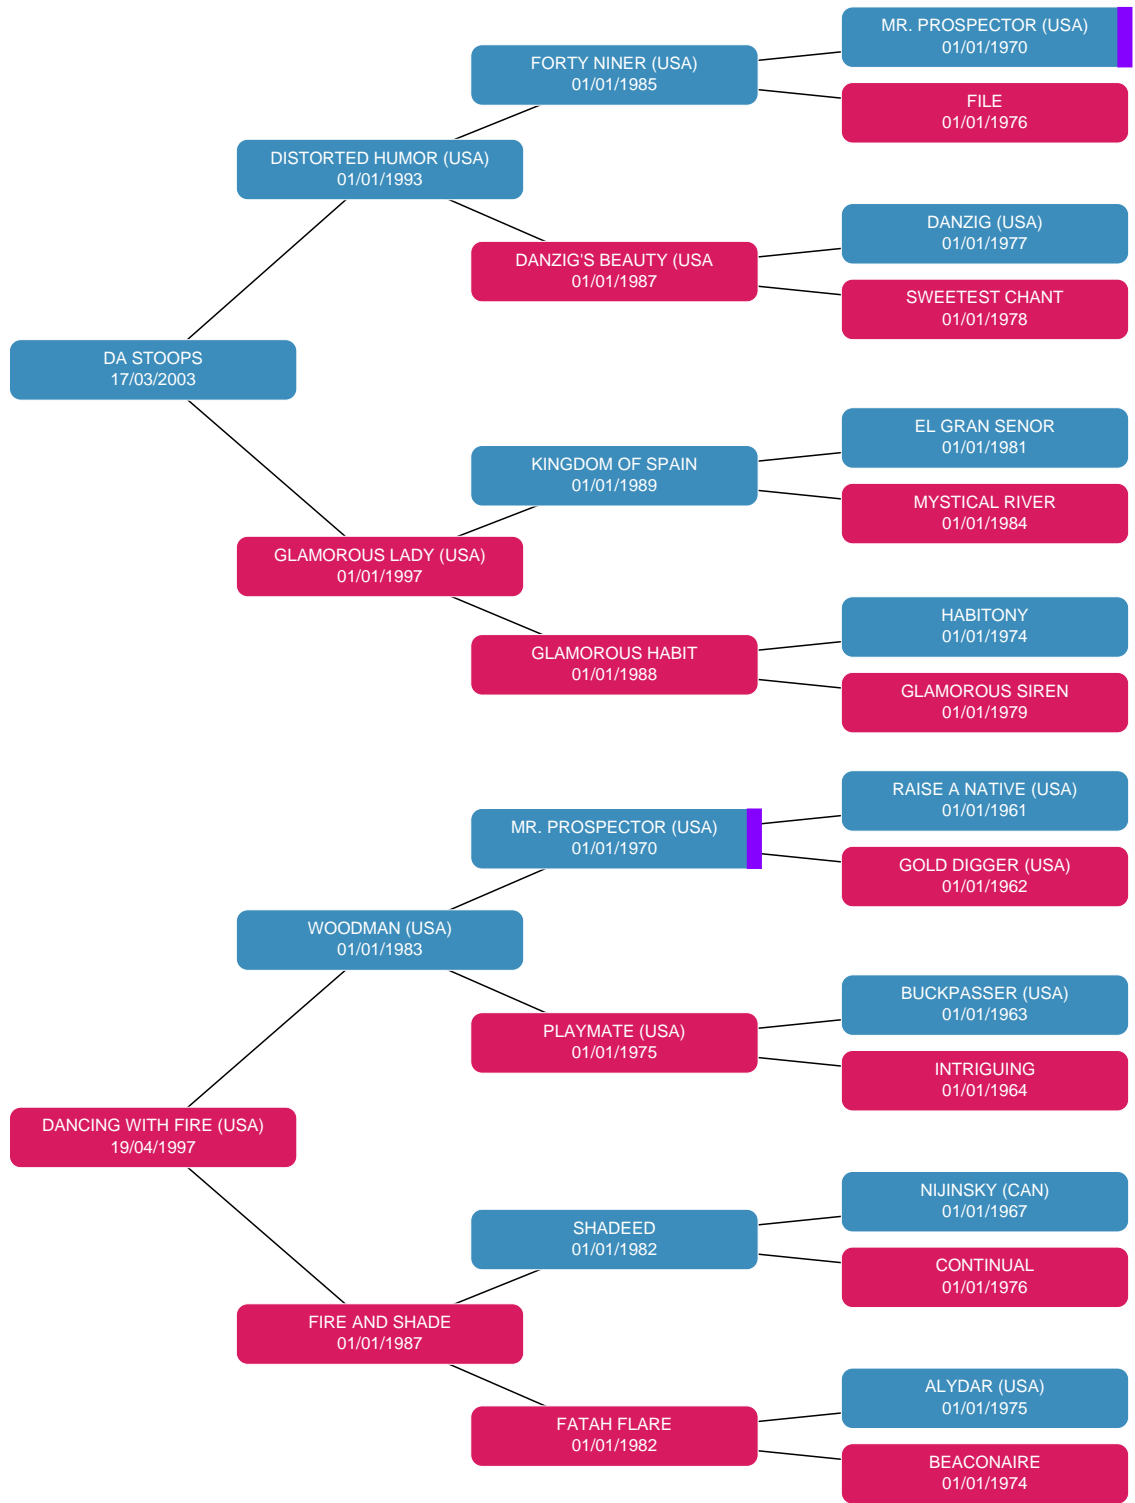 MR. PROSPECTOR (USA)
01/01/1970
FORTY NINER (USA)
01/01/1985
FILE
01/01/1976
DISTORTED HUMOR (USA)
01/01/1993
DANZIG (USA)
01/01/1977
DANZIG'S BEAUTY (USA
01/01/1987
SWEETEST CHANT
01/01/1978
DA STOOPS
17/03/2003
EL GRAN SENOR
01/01/1981
KINGDOM OF SPAIN
01/01/1989
MYSTICAL RIVER
01/01/1984
GLAMOROUS LADY (USA)
01/01/1997
HABITONY
01/01/1974
GLAMOROUS HABIT
01/01/1988
GLAMOROUS SIREN
01/01/1979
RAISE A NATIVE (USA)
01/01/1961
MR. PROSPECTOR (USA)
01/01/1970
GOLD DIGGER (USA)
01/01/1962
WOODMAN (USA)
01/01/1983
BUCKPASSER (USA)
01/01/1963
PLAYMATE (USA)
01/01/1975
INTRIGUING
01/01/1964
DANCING WITH FIRE (USA)
19/04/1997
NIJINSKY (CAN)
01/01/1967
SHADEED
01/01/1982
CONTINUAL
01/01/1976
FIRE AND SHADE
01/01/1987
ALYDAR (USA)
01/01/1975
FATAH FLARE
01/01/1982
BEACONAIRE
01/01/1974